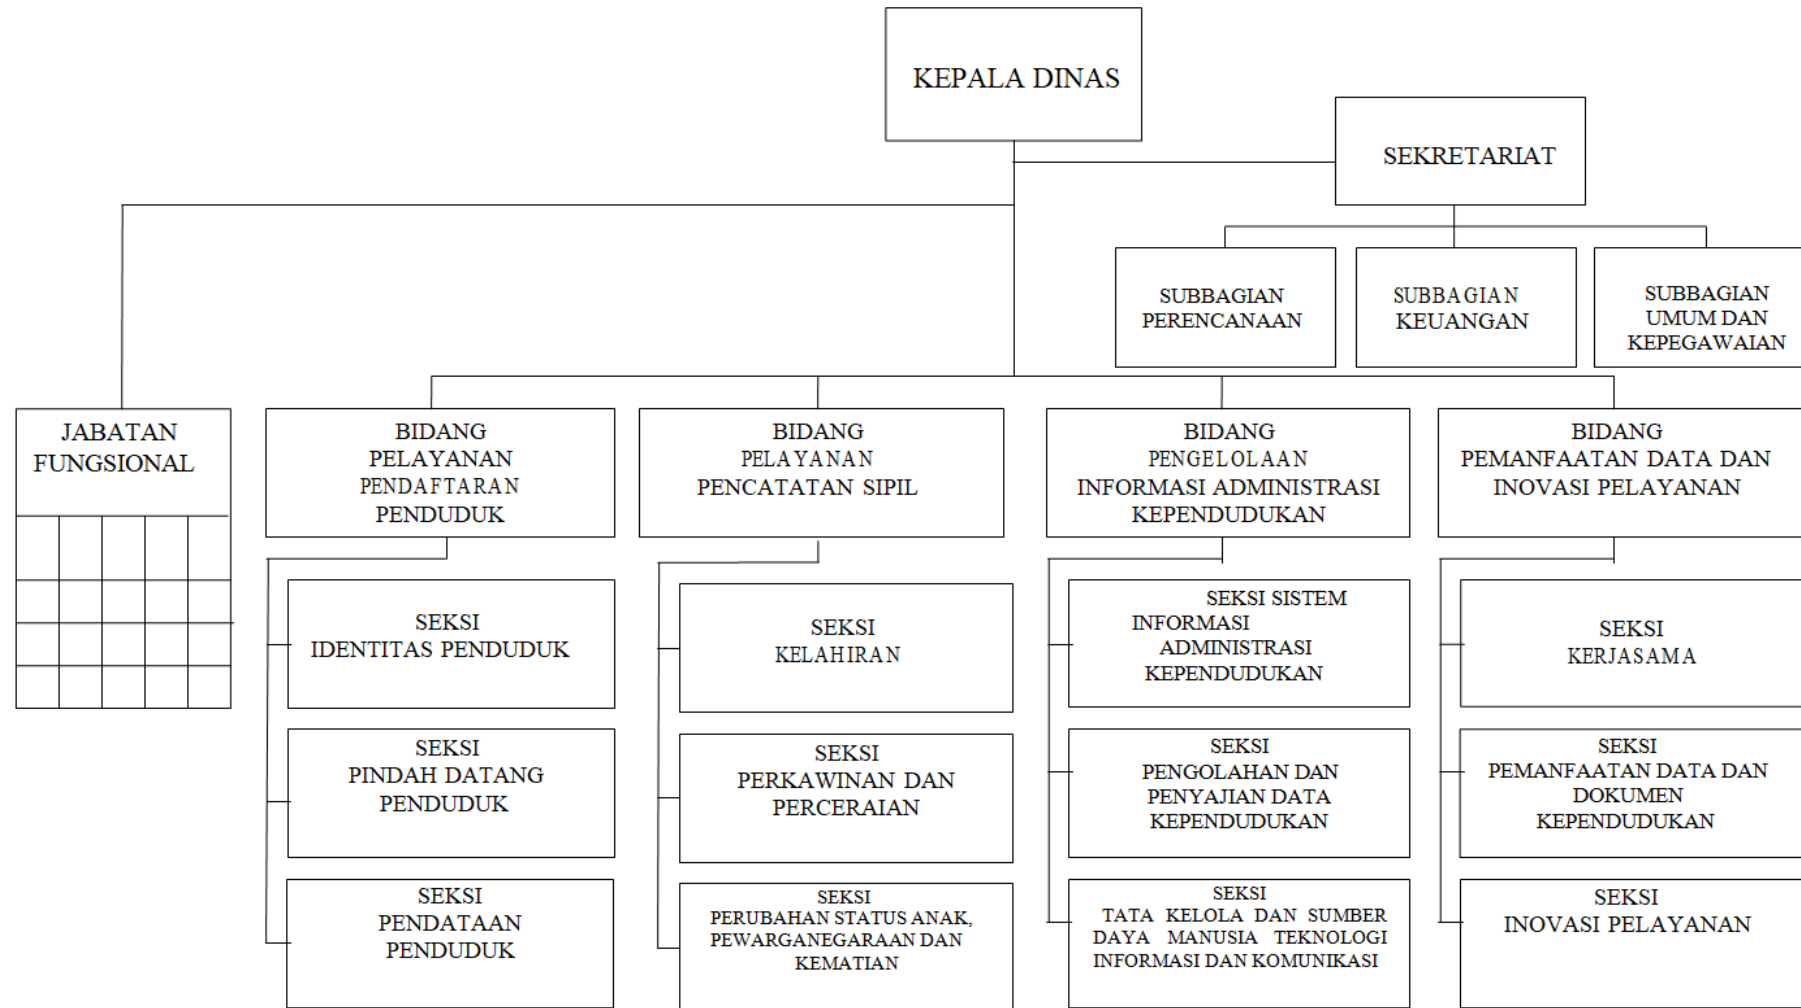 KEPALA DINAS
SEKRETARIAT
SUBBAGIAN
PERENCANAAN
SUBBAGIAN
KEUANGAN
SUBBAGIAN
UMUM DAN
KEPEGAWAIAN
JABATAN
FUNGSIONAL
BIDANG
PELAYANAN
PENDAFTARAN
PENDUDUK
BIDANG
PELAYANAN
PENCATATAN SIPIL
BIDANG
PENGELOLAAN
INFORMASI ADMINISTRASI
KEPENDUDUKAN
BIDANG
PEMANFAATAN DATA DAN
INOVASI PELAYANAN
SEKSI
IDENTITAS PENDUDUK
SEKSI
KELAHIRAN
SEKSI SISTEM
INFORMASI
ADMINISTRASI
KEPENDUDUKAN
SEKSI
KERJASAMA
SEKSI
PINDAH DATANG
PENDUDUK
SEKSI
PERKAWINAN DAN
PERCERAIAN
SEKSI
PENGOLAHAN DAN
PENYAJIAN DATA
KEPENDUDUKAN
SEKSI
PEMANFAATAN DATA DAN
DOKUMEN
KEPENDUDUKAN
SEKSI
PENDATAAN
PENDUDUK
SEKSI
PERUBAHAN STATUS ANAK,
PEWARGANEGARAAN DAN
KEMATIAN
SEKSI
TATA KELOLA DAN SUMBER
DAYA MANUSIA TEKNOLOGI
INFORMASI DAN KOMUNIKASI
SEKSI
INOVASI PELAYANAN